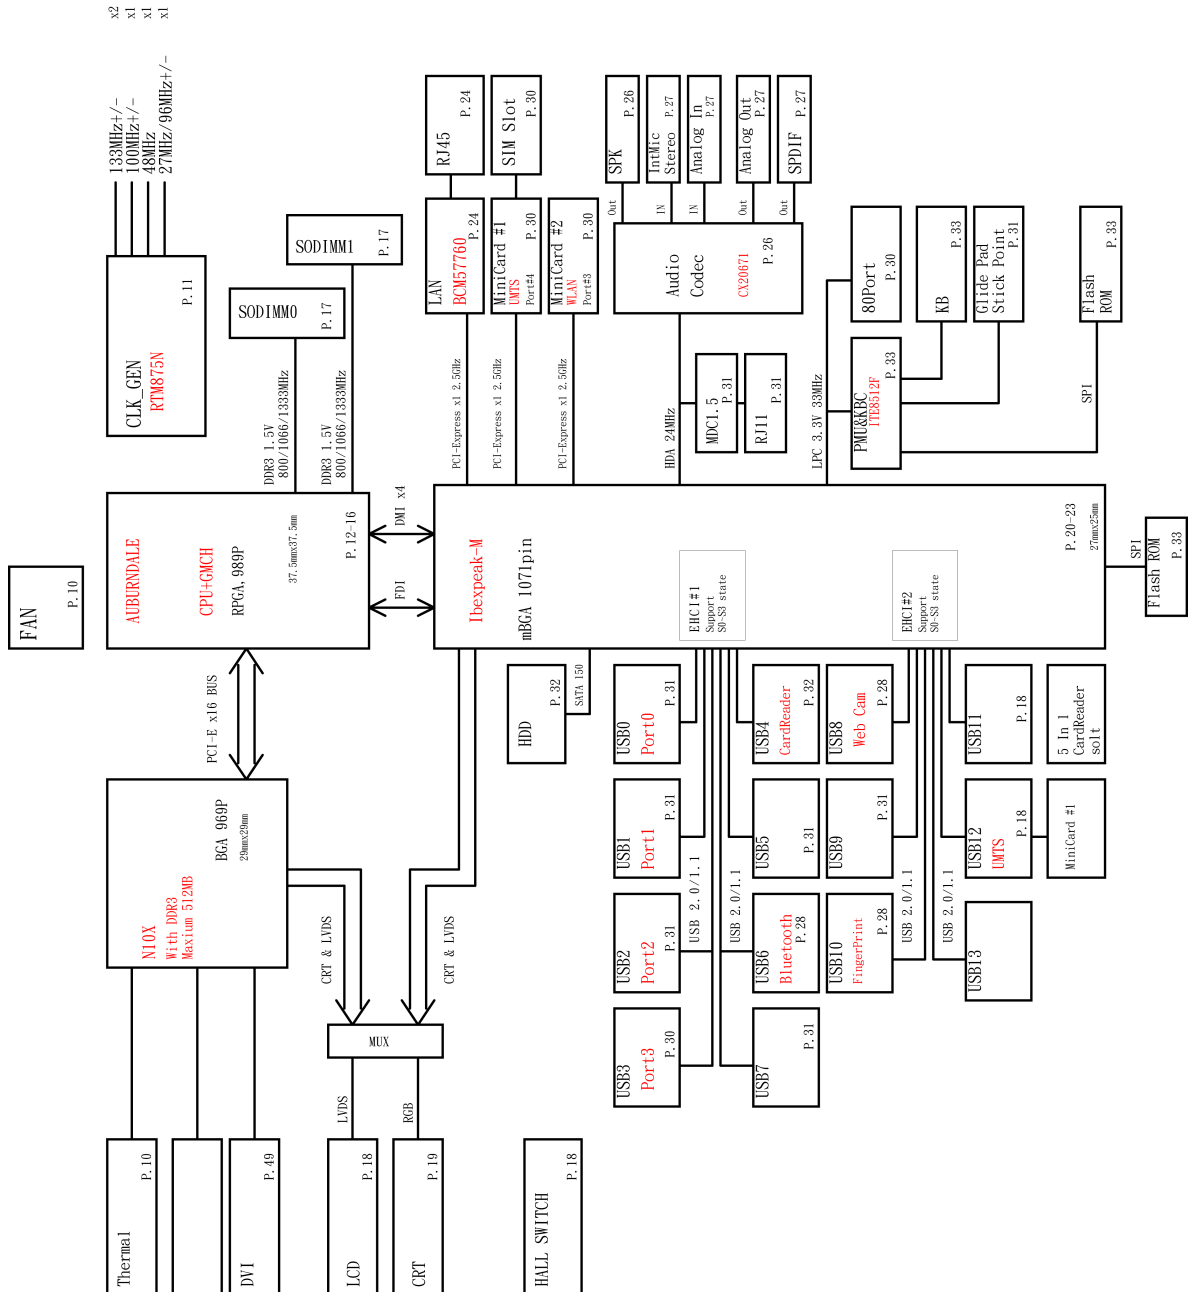 x2
x1
x1
x1
133MHz+/-
100MHz+/-
48MHz
27MHz/96MHz+/-
CLK_GEN
RTM875N
P.11
SODIMM1
P.17
SODIMM0
P.17
DDR3 1.5V
800/1066/1333MHz
DDR3 1.5V
800/1066/1333MHz
FAN
P.10
AUBURNDALE
CPU+GMCH
RPGA,989P
37.5mmx37.5mm
P.12-16
DMI x4
FDI
PCI-E x16 BUS
N10X
With DDR3
Maxium 512MB
BGA 969P
29mmx29mm
CRT & LVDS
CRT & LVDS
MUX
LVDS
RGB
Thermal
P.10
DVI
P.49
LCD
P.18
CRT
P.19
HALL SWITCH
P.18
RJ45
P.24
SIM Slot
P.30
LAN
BCM57760
P.24
MiniCard #1
UMTS
Port#4
P.30
MiniCard #2
WLAN
Port#3
P.30
PCI-Express x1 2.5GHz
PCI-Express x1 2.5GHz
PCI-Express x1 2.5GHz
SPK
P.26
IntMic
Stereo
P.27
Analog In
P.27
Analog Out
P.27
SPDIF
P.27
Out
IN
IN
Out
Out
Audio
Codec
CX20671
P.26
HDA 24MHz
MDC1.5
P.31
RJ11
P.31
LPC 3.3V 33MHz
80Port
P.30
KB
P.33
Glide Pad
Stick Point
P.31
Flash
ROM
P.33
PMU&KBC
ITE8512F
P.33
SPI
Ibexpeak-M
mBGA 1071pin
P.20-23
27mmx25mm
EHCI#1
Support
S0~S3 state
EHCI#2
Support
S0~S3 state
SPI
Flash ROM
P.33
HDD
P.32
SATA 150
USB0
Port0
P.31
USB1
Port1
P.31
USB2
Port2
P.31
USB3
Port3
P.30
USB 2.0/1.1
USB 2.0/1.1
USB4
CardReader
P.32
USB5
P.31
USB6
Bluetooth
P.28
USB7
P.31
USB8
Web Cam
P.28
USB9
P.31
USB10
FingerPrint
P.28
USB 2.0/1.1
USB 2.0/1.1
USB11
P.18
USB12
UMTS
P.18
USB13
5 In 1
CardReader
solt
MiniCard #1